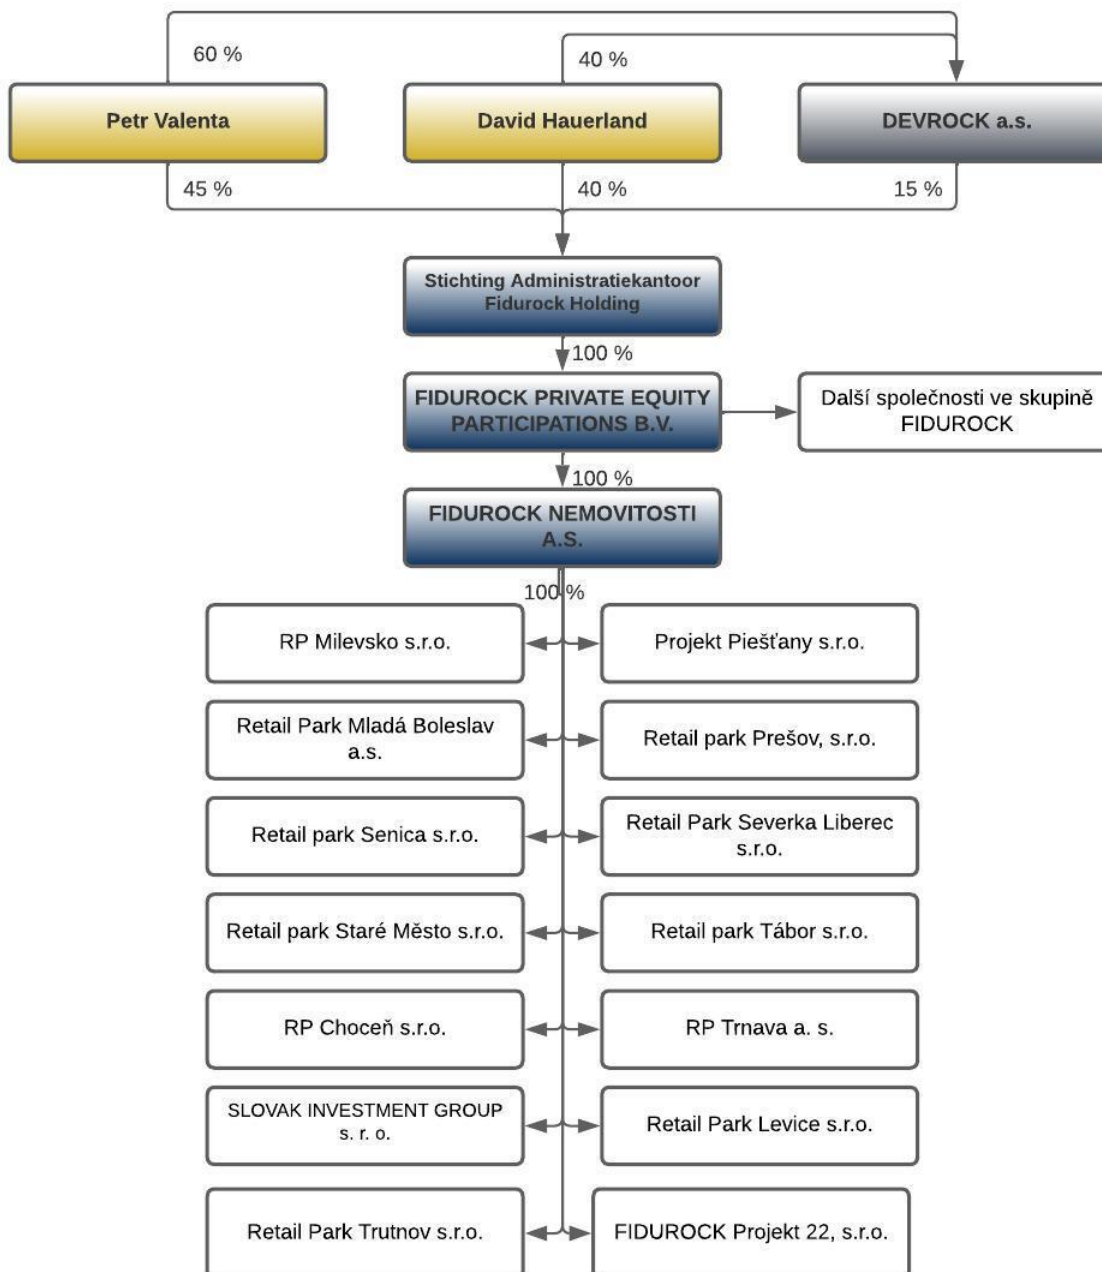 60 %
40 %
Petr Valenta
David Hauerland
DEVROCK a.s.
45 %
40 %
15 %
Stichting Administratiekantoor
Fidurock Holding
100 %
FIDUROCK PRIVATE EQUITY
PARTICIPATIONS B.V.
Další společnosti ve skupině
FIDUROCK
100 %
FIDUROCK NEMOVITOSTI
A.S.
100 %
RP Milevsko s.r.o.
Projekt Piešťany s.r.o.
Retail Park Mladá Boleslav
a.s.
Retail park Prešov, s.r.o.
Retail park Senica s.r.o.
Retail Park Severka Liberec
s.r.o.
Retail park Staré Město s.r.o.
Retail park Tábor s.r.o.
RP Choceň s.r.o.
RP Trnava a. s.
SLOVAK INVESTMENT GROUP
s. r. o.
Retail Park Levice s.r.o.
Retail Park Trutnov s.r.o.
FIDUROCK Projekt 22, s.r.o.